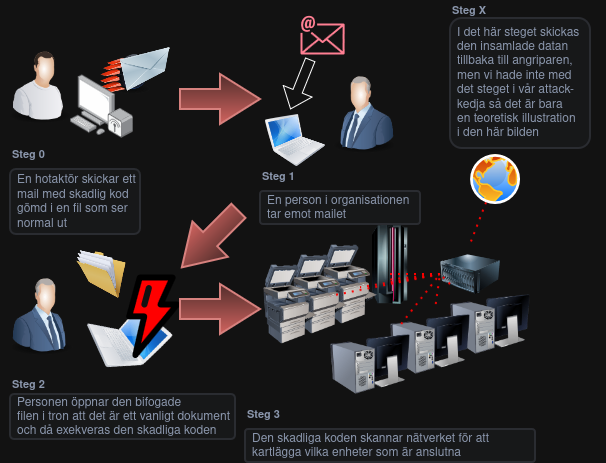 Steg 0
En hotaktör skickar ett
mail med skadlig kod
gömd i en fil som ser
normal ut
@
Steg 1
En person i organisationen
tar emot mailet
Steg X
I det här steget skickas
den insamlade datan
tillbaka till angriparen,
men vi hade inte med
det steget i vår attack-
kedja så det är bara
en teoretisk illustration
i den här bilden
Steg 2
Personen öppnar den bifogade
filen i tron att det är ett vanligt dokument
och då exekveras den skadliga koden
Steg 3
Den skadliga koden skannar nätverket för att
kartlägga vilka enheter som är anslutna